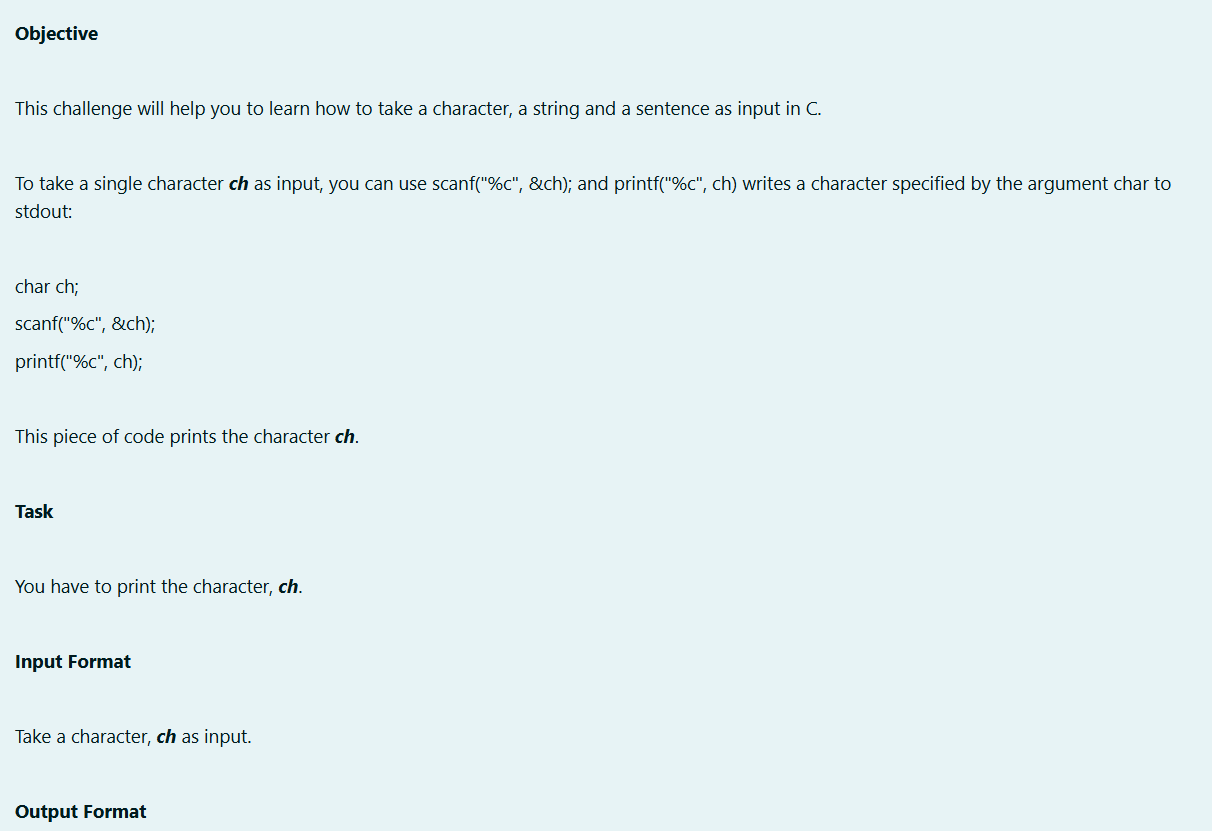 Objective
This challenge will help you to learn how to take a character, a string and a sentence as input in C.
To take a single character ch as input, you can use scanf("%c", &ch); and printf("%c", ch) writes a character specified by the argument char to
stdout:
char ch;
scanf("%c", &ch);
printf("%c", ch);
This piece of code prints the character ch.
Task
You have to print the character, ch.
Input Format
Take a character, ch as input.
Output Format